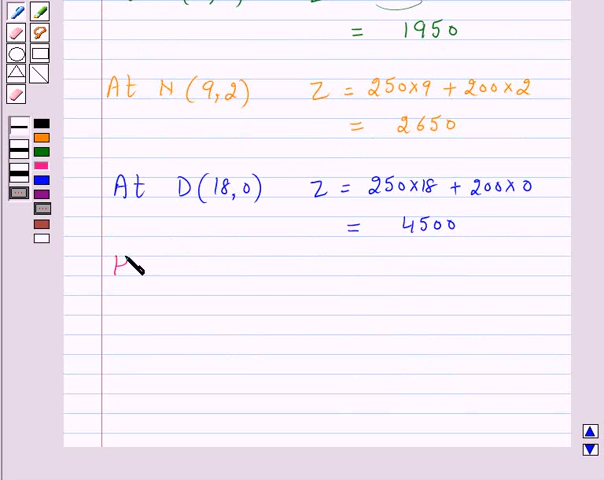 = 1950
At N(9,2) Z = 250×9 + 200×2
= 2650
At D(18,0) Z = 250×18 + 200×0
= 4500